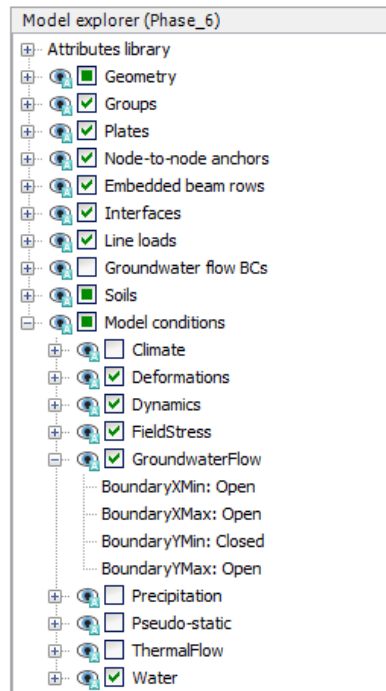 Model explorer (Phase_6)
Attributes library
Geometry
Groups
Plates
Node-to-node anchors
Embedded beam rows
Interfaces
Line loads
Groundwater flow BCs
Soils
Model conditions
Climate
Deformations
Dynamics
FieldStress
GroundwaterFlow
BoundaryXMin: Open
BoundaryXMax: Open
BoundaryYMin: Closed
BoundaryYMax: Open
Precipitation
Pseudo-static
ThermalFlow
Water